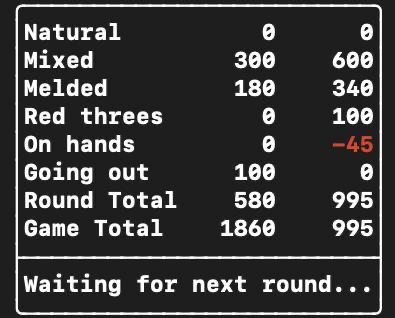 Natural 0 0
Mixed 300 600
Melded 180 340
Red threes 0 100
On hands 0 -45
Going out 100 0
Round Total 580 995
Game Total 1860 995
Waiting for next round...